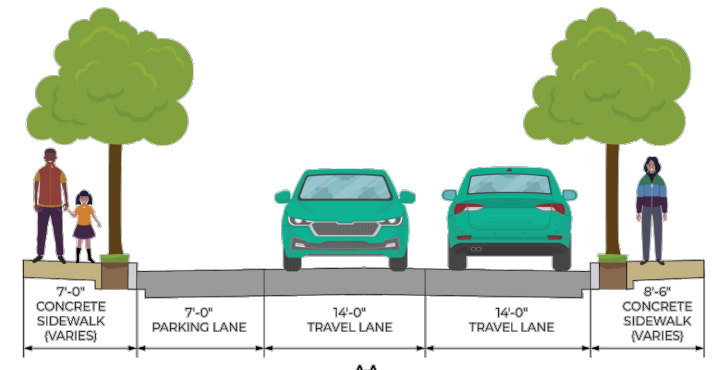 7'-0"
CONCRETE
SIDEWALK
(VARIES)
7'-0"
PARKING LANE
14'-0"
TRAVEL LANE
14'-0"
TRAVEL LANE
8'-6"
CONCRETE
SIDEWALK
(VARIES)